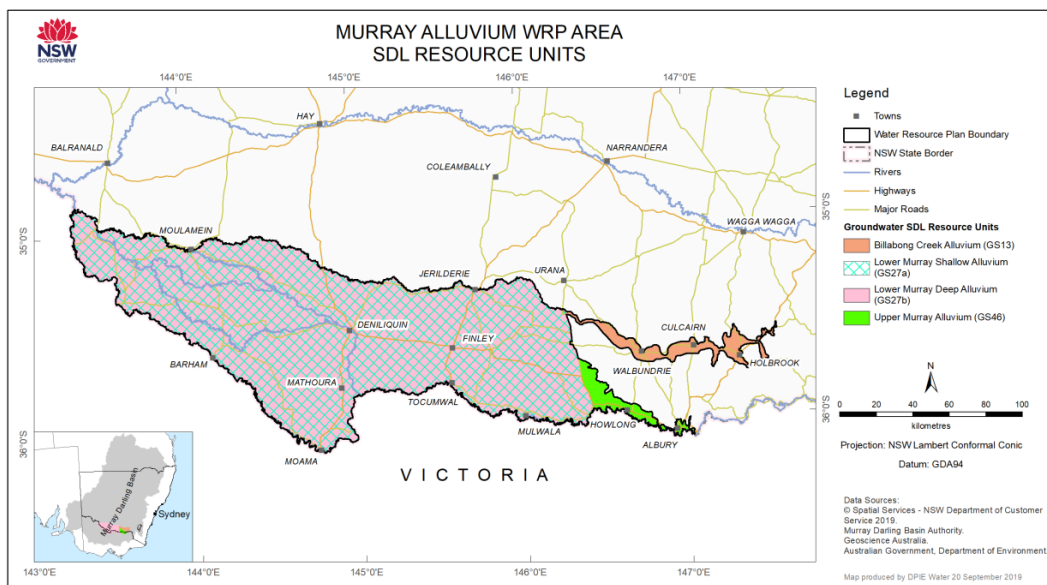 NSW
GOVERNMENT
MURRAY ALLUVIUM WRP AREA
SDL RESOURCE UNITS
144°0'E
145°0'E
146°0'E
147°0'E
HAY
BALRANALD
NARRANDERA
COLEAMBALLY
WAGGA WAGGA
35°0'S
35°0'S
MOULAMEIN
JERILDERIE
URANA
DENILIQUIN
CULCAIRN
FINLEY
HOLBROOK
WALBUNDRIE
BARHAM
MATHOURA
TOCUMWAL
MULWALA
HOWLONG
ALBURY
36°0'S
36°0'S
MOAMA
VICTORIA
Murray Darling Basin
Sydney
143°0'E
144°0'E
145°0'E
146°0'E
147°0'E
Legend
Towns
Water Resource Plan Boundary
NSW State Border
Rivers
Highways
Major Roads
Groundwater SDL Resource Units
Billabong Creek Alluvium (GS13)
Lower Murray Shallow Alluvium
(GS27a)
Lower Murray Deep Alluvium
(GS27b)
Upper Murray Alluvium (GS46)
N
0 20 40 60 80 100
kilometres
Projection: NSW Lambert Conformal Conic
Datum: GDA94
Data Sources:
© Spatial Services - NSW Department of Customer
Service 2019.
Murray Darling Basin Authority.
Geoscience Australia.
Australian Government, Department of Environment
Map produced by DPIE Water 20 September 2019